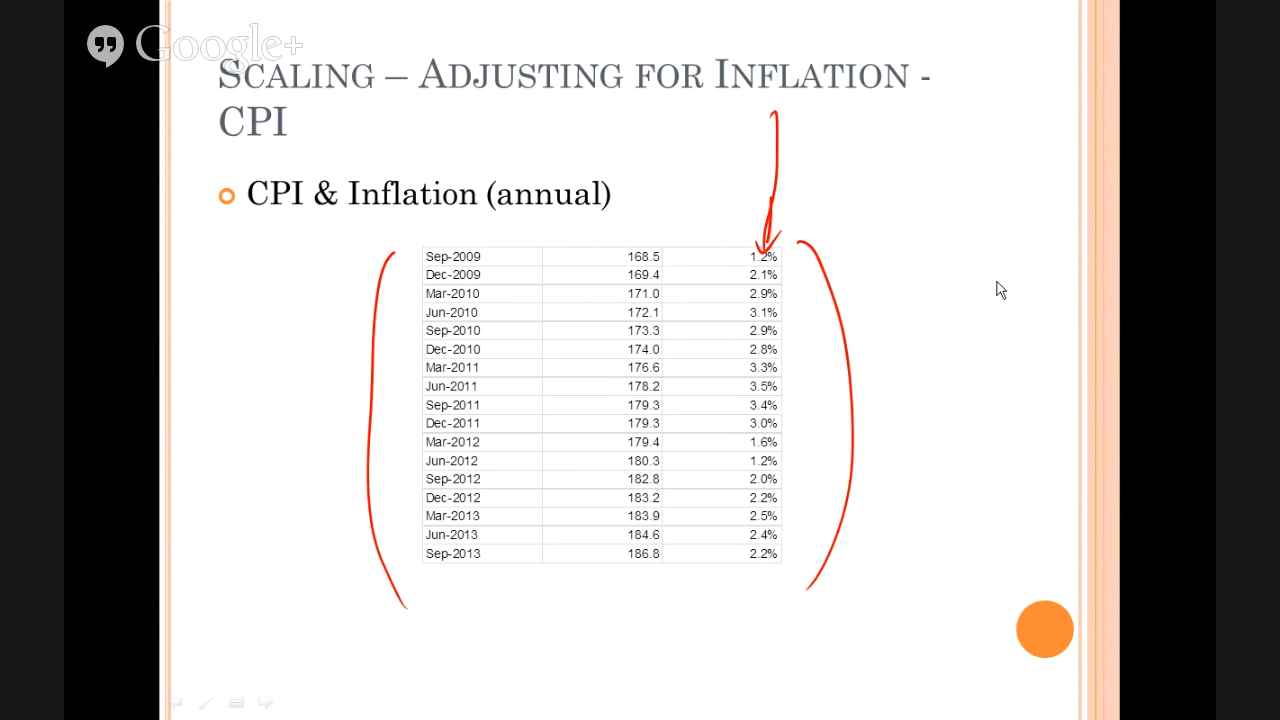 Google+
SCALING – ADJUSTING FOR INFLATION -
CPI
CPI & Inflation (annual)
Sep-2009 168.5 1.2%
Dec-2009 169.4 2.1%
Mar-2010 171.0 2.9%
Jun-2010 172.1 3.1%
Sep-2010 173.3 2.9%
Dec-2010 174.0 2.8%
Mar-2011 176.6 3.3%
Jun-2011 178.2 3.5%
Sep-2011 179.3 3.4%
Dec-2011 179.3 3.0%
Mar-2012 179.4 1.6%
Jun-2012 180.3 1.2%
Sep-2012 182.8 2.0%
Dec-2012 183.2 2.2%
Mar-2013 183.9 2.5%
Jun-2013 184.6 2.4%
Sep-2013 186.8 2.2%